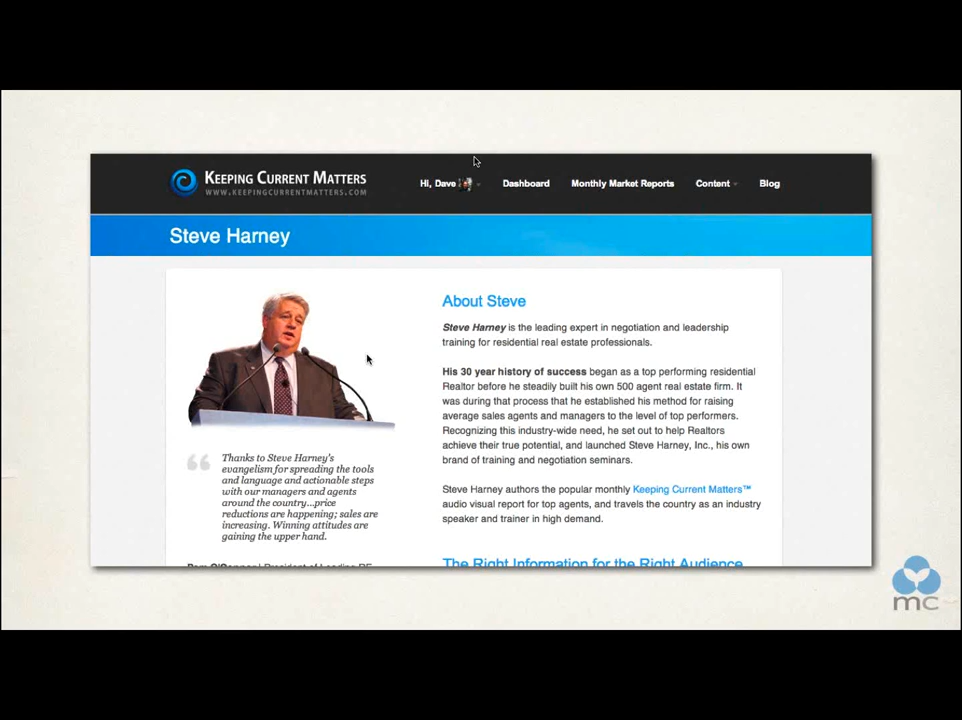 KEEPING CURRENT MATTERS
WWW.KEEPINGCURRENTMATTERS.COM
Hi, Dave
Dashboard
Monthly Market Reports
Content
Blog
Steve Harney
Thanks to Steve Harney's
evangelism for spreading the tools
and language and actionable steps
with our managers and agents
around the country...price
reductions are happening; sales are
increasing. Winning attitudes are
gaining the upper hand.
About Steve
Steve Harney is the leading expert in negotiation and leadership
training for residential real estate professionals.
His 30 year history of success began as a top performing residential
Realtor before he steadily built his own 500 agent real estate firm. It
was during that process that he established his method for raising
average sales agents and managers to the level of top performers.
Recognizing this industry-wide need, he set out to help Realtors
achieve their true potential, and launched Steve Harney, Inc., his own
brand of training and negotiation seminars.
Steve Harney authors the popular monthly Keeping Current Matters™
audio visual report for top agents, and travels the country as an industry
speaker and trainer in high demand.
The Right Information for the Right Audience
mc